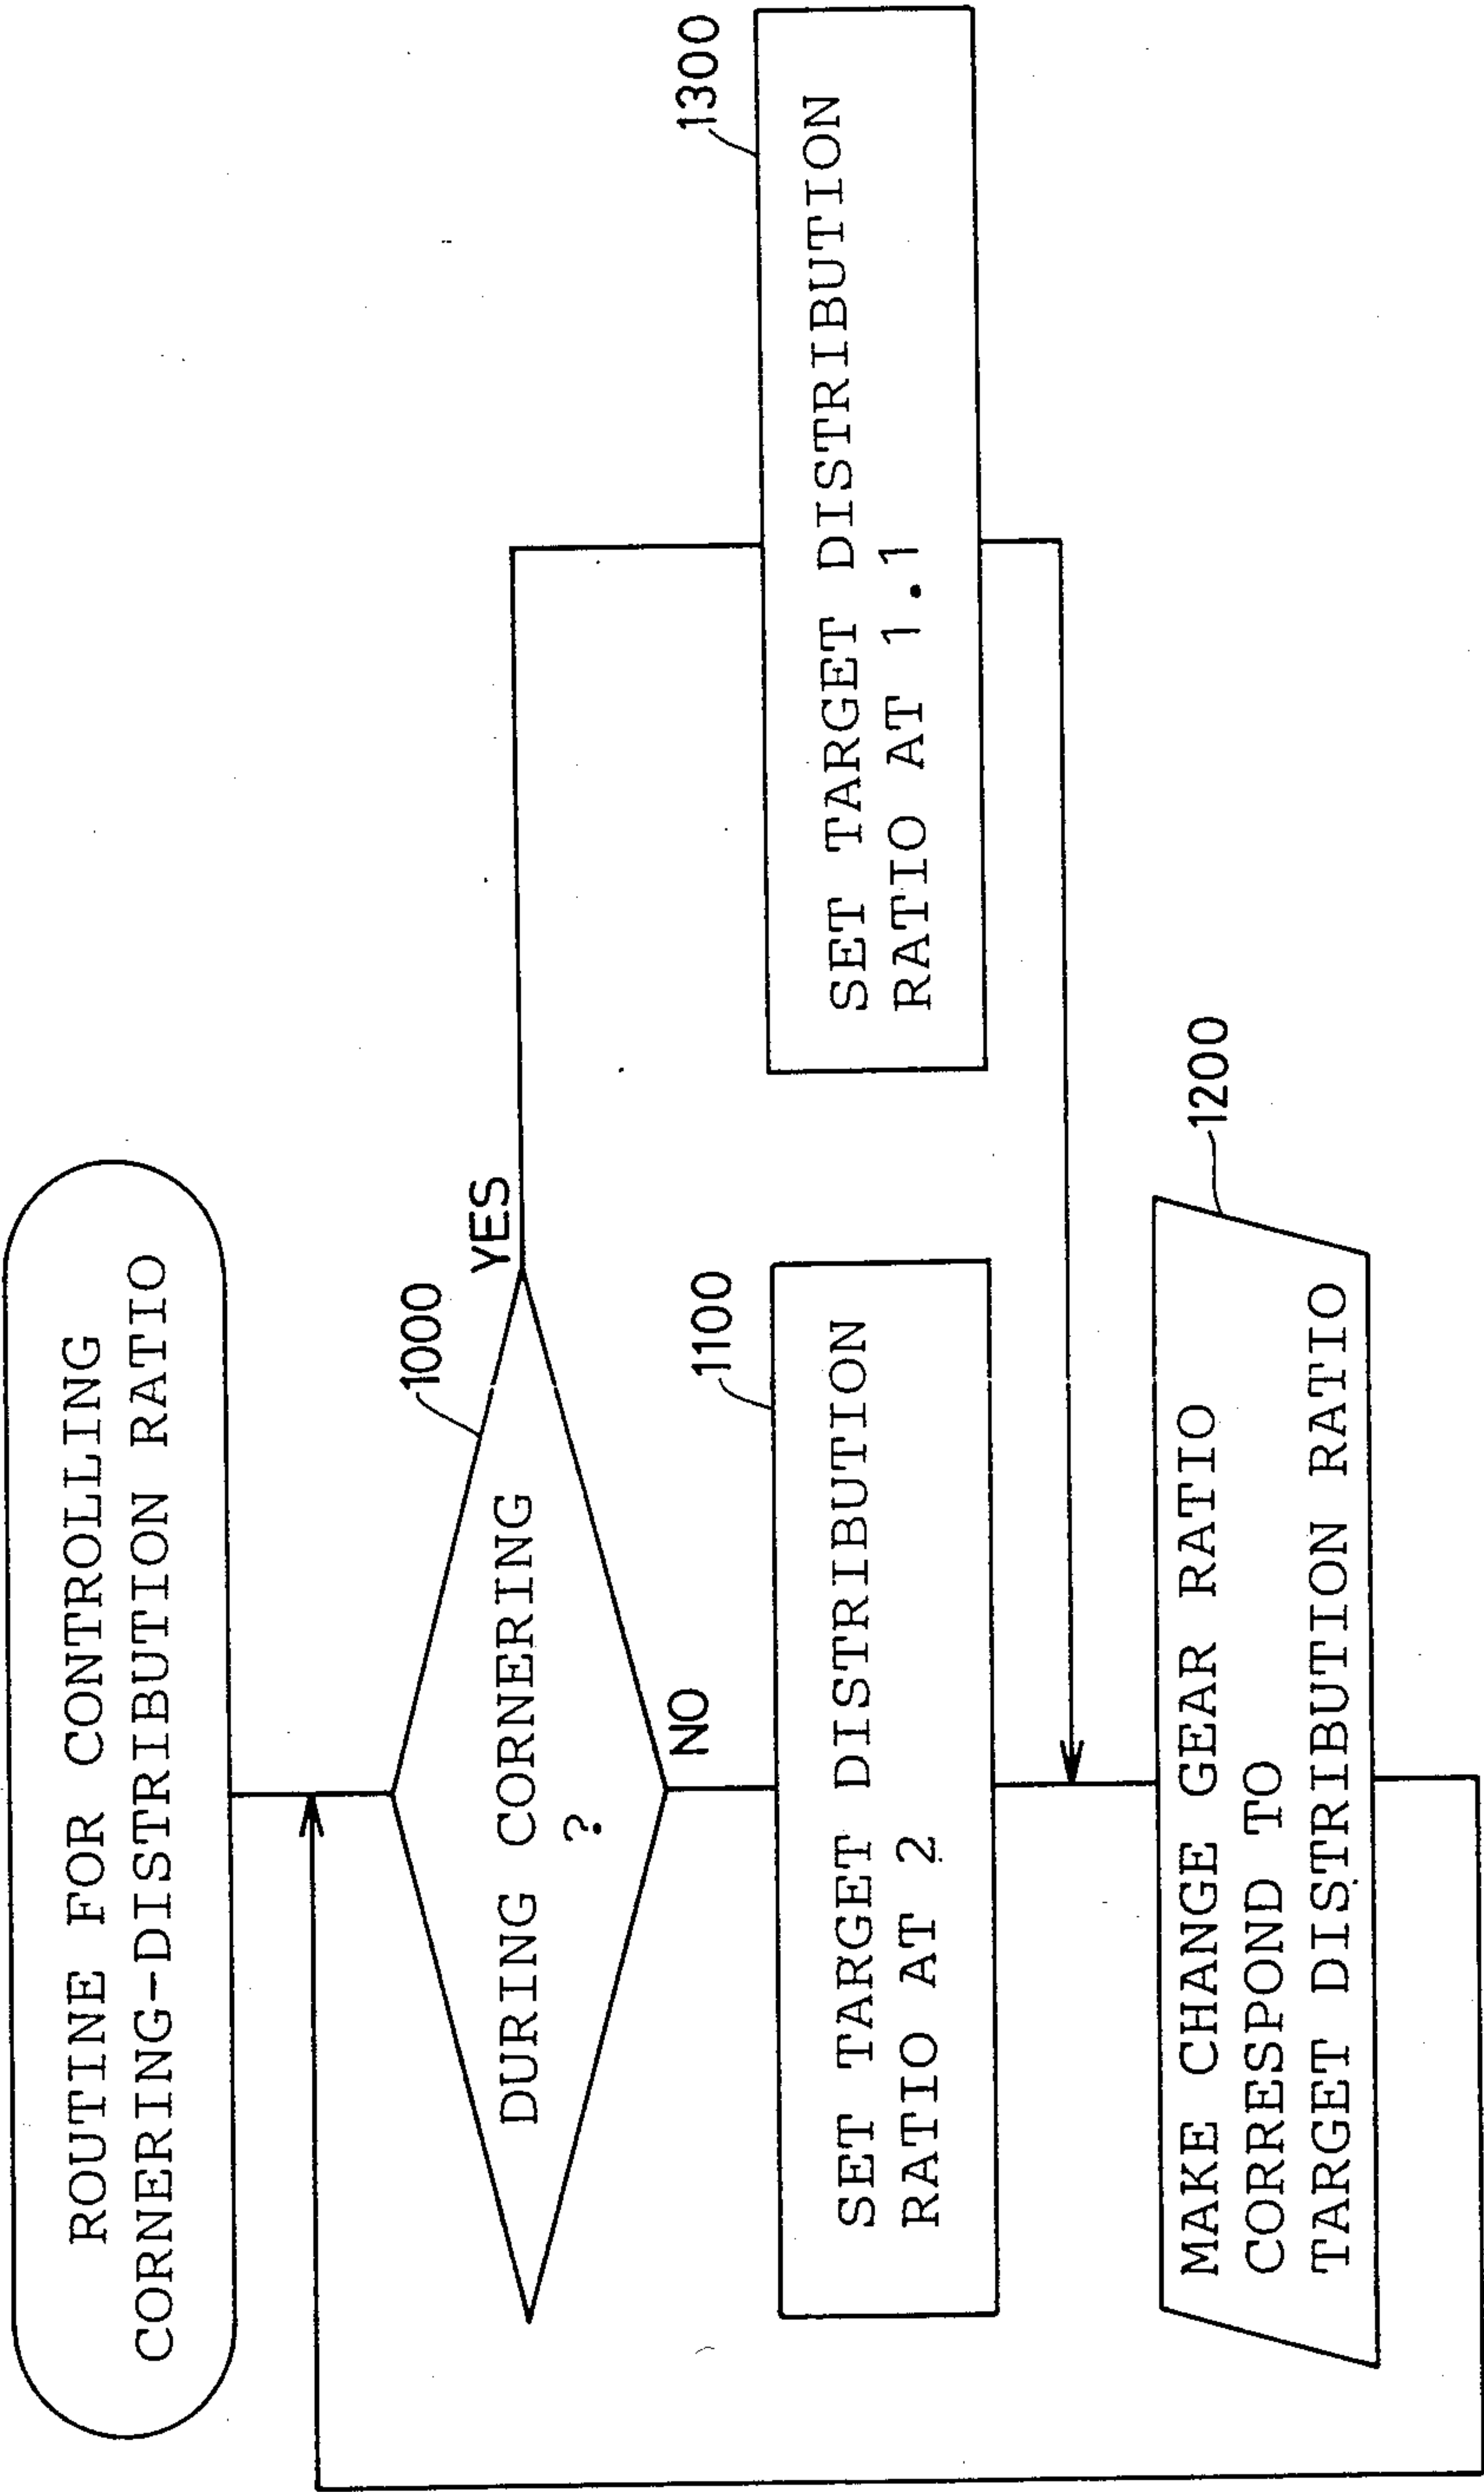 ROUTINE FOR CONTROLLING
CORNERING-DISTRIBUTION RATIO
1000
DURING CORNERING
?
YES
NO
1100
SET TARGET DISTRIBUTION
RATIO AT 2
1300
SET TARGET DISTRIBUTION
RATIO AT 1.1
1200
MAKE CHANGE GEAR RATIO
CORRESPOND TO
TARGET DISTRIBUTION RATIO